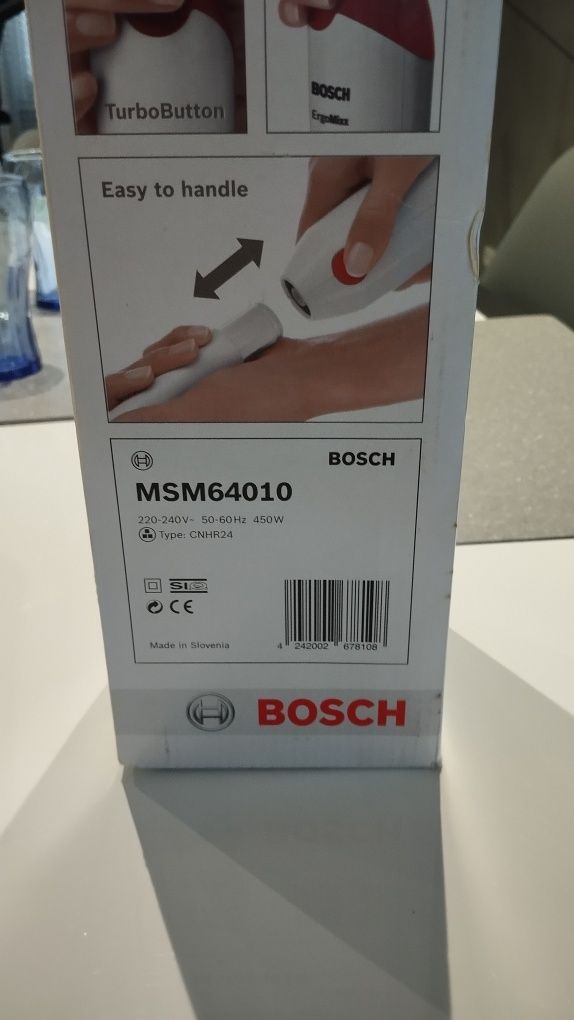 TurboButton
BOSCH
ErgoMixx
Easy to handle
BOSCH
MSM64010
220-240V~ 50-60Hz 450W
Type: CNHR24
SIQ
CE
Made in Slovenia
4 242002 678108
BOSCH